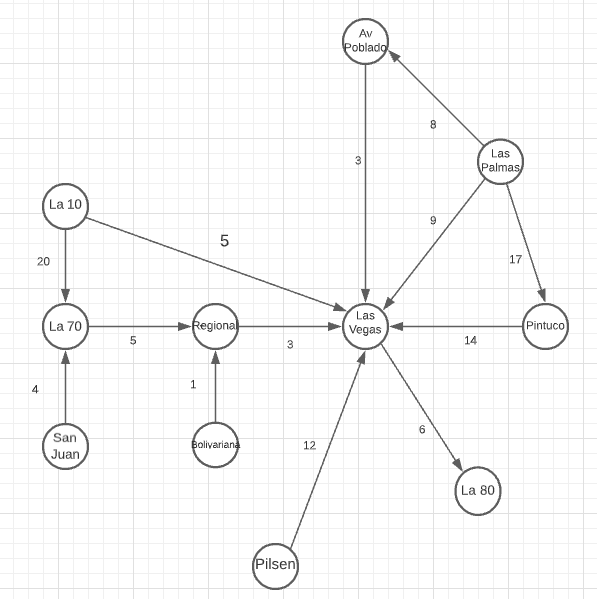 Av
Poblado
8
Las
Palmas
3
La 10
5
9
20
17
La 70
Regional
Las
Vegas
Pintuco
5
3
14
4
1
6
San
Juan
Bolivariana
12
La 80
Pilsen